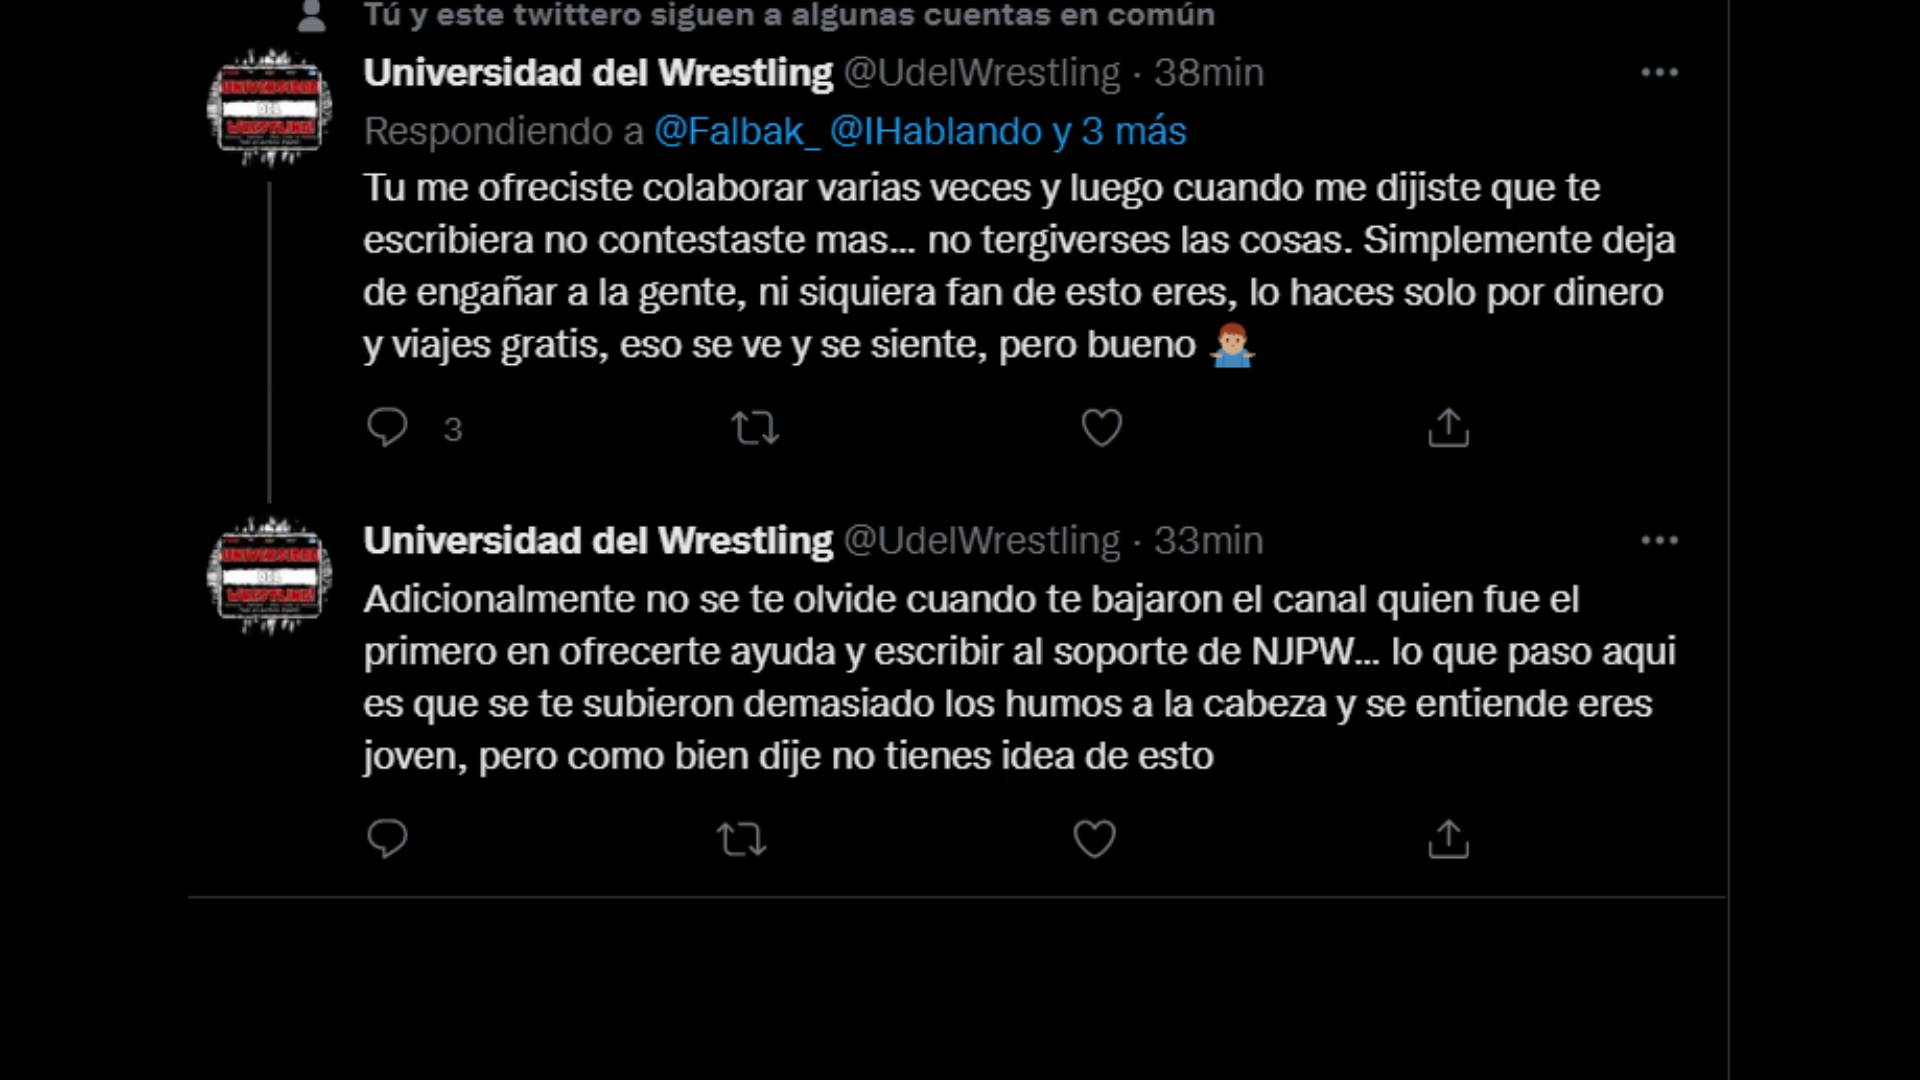 Tú y este twittero siguen a algunas cuentas en común
Universidad del Wrestling @UdelWrestling · 38min
Respondiendo a @Falbak_ @IHablando y 3 más
Tu me ofreciste colaborar varias veces y luego cuando me dijiste que te
escribiera no contestaste mas... no tergiverses las cosas. Simplemente deja
de engañar a la gente, ni siquiera fan de esto eres, lo haces solo por dinero
y viajes gratis, eso se ve y se siente, pero bueno 🤷🏼‍♂️
3
UNIVERSIDAD
DEL
WRESTLING!
Universidad del Wrestling @UdelWrestling · 33min
Adicionalmente no se te olvide cuando te bajaron el canal quien fue el
primero en ofrecerte ayuda y escribir al soporte de NJPW... lo que paso aqui
es que se te subieron demasiado los humos a la cabeza y se entiende eres
joven, pero como bien dije no tienes idea de esto
UNIVERSIDAD
DEL
WRESTLING!